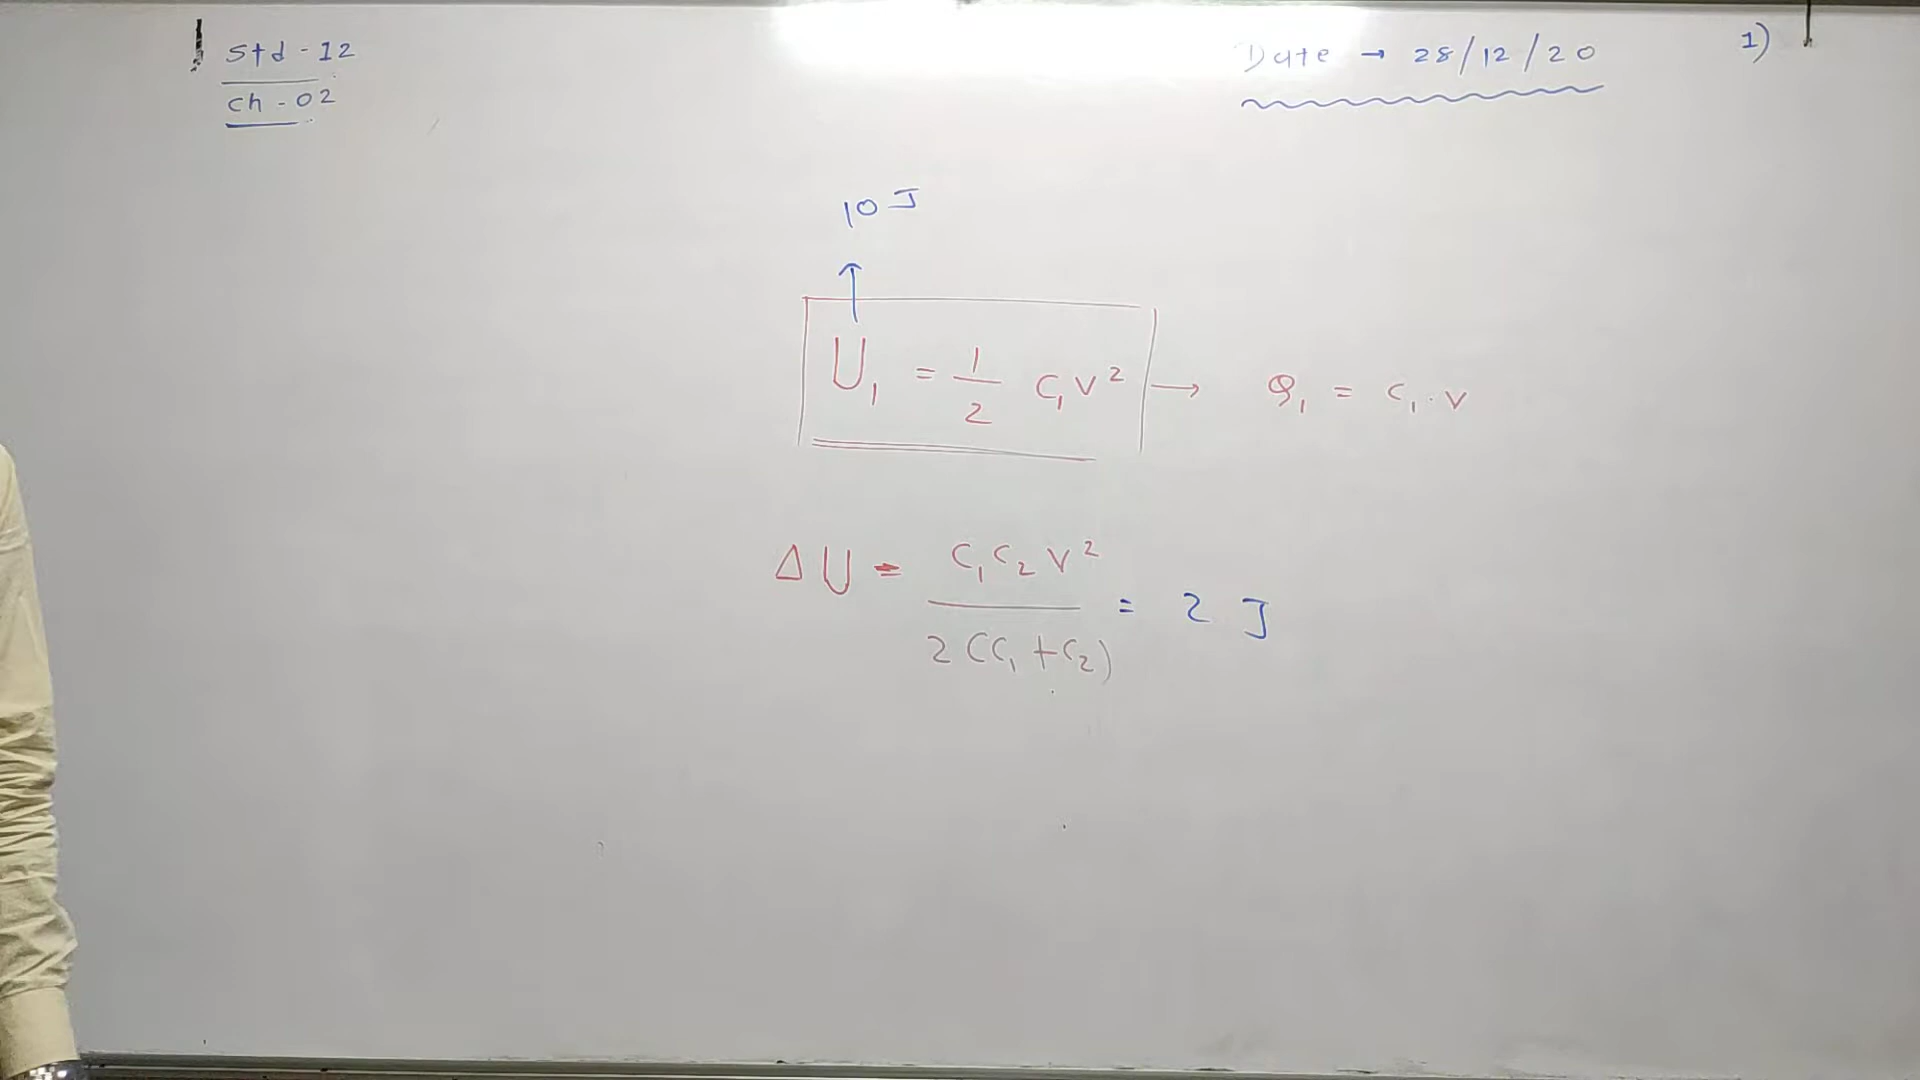 Std - 12
Ch - 02
Date → 28/12/20
1)
10 J
↑
U₁ = 1/2 C₁V² → Q₁ = C₁.V
ΔU = C₁C₂V² / 2(C₁+C₂) = 2 J